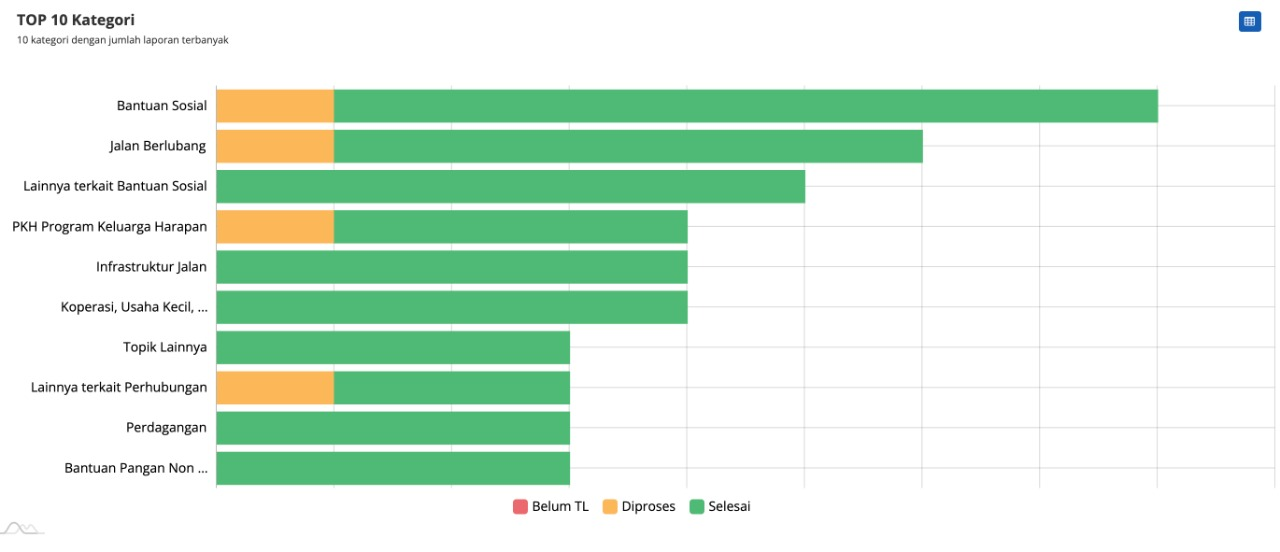 TOP 10 Kategori
10 kategori dengan jumlah laporan terbanyak
Bantuan Sosial
Jalan Berlubang
Lainnya terkait Bantuan Sosial
PKH Program Keluarga Harapan
Infrastruktur Jalan
Koperasi, Usaha Kecil, ...
Topik Lainnya
Lainnya terkait Perhubungan
Perdagangan
Bantuan Pangan Non ...
Belum TL Diproses Selesai